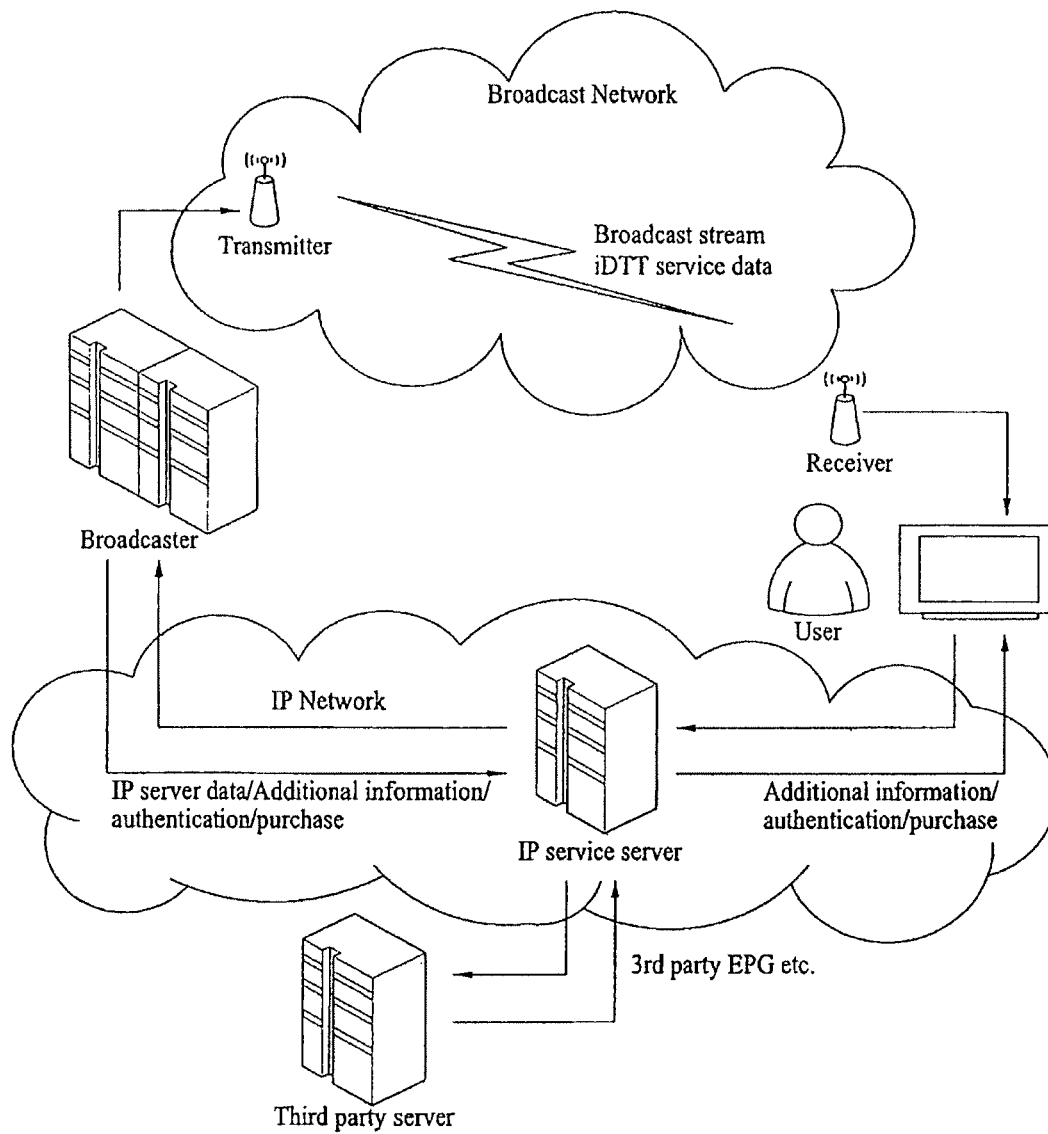 Broadcast Network
Transmitter
Broadcast stream
iDTT service data
Receiver
Broadcaster
User
IP Network
IP server data/Additional information/
authentication/purchase
Additional information/
authentication/purchase
IP service server
3rd party EPG etc.
Third party server